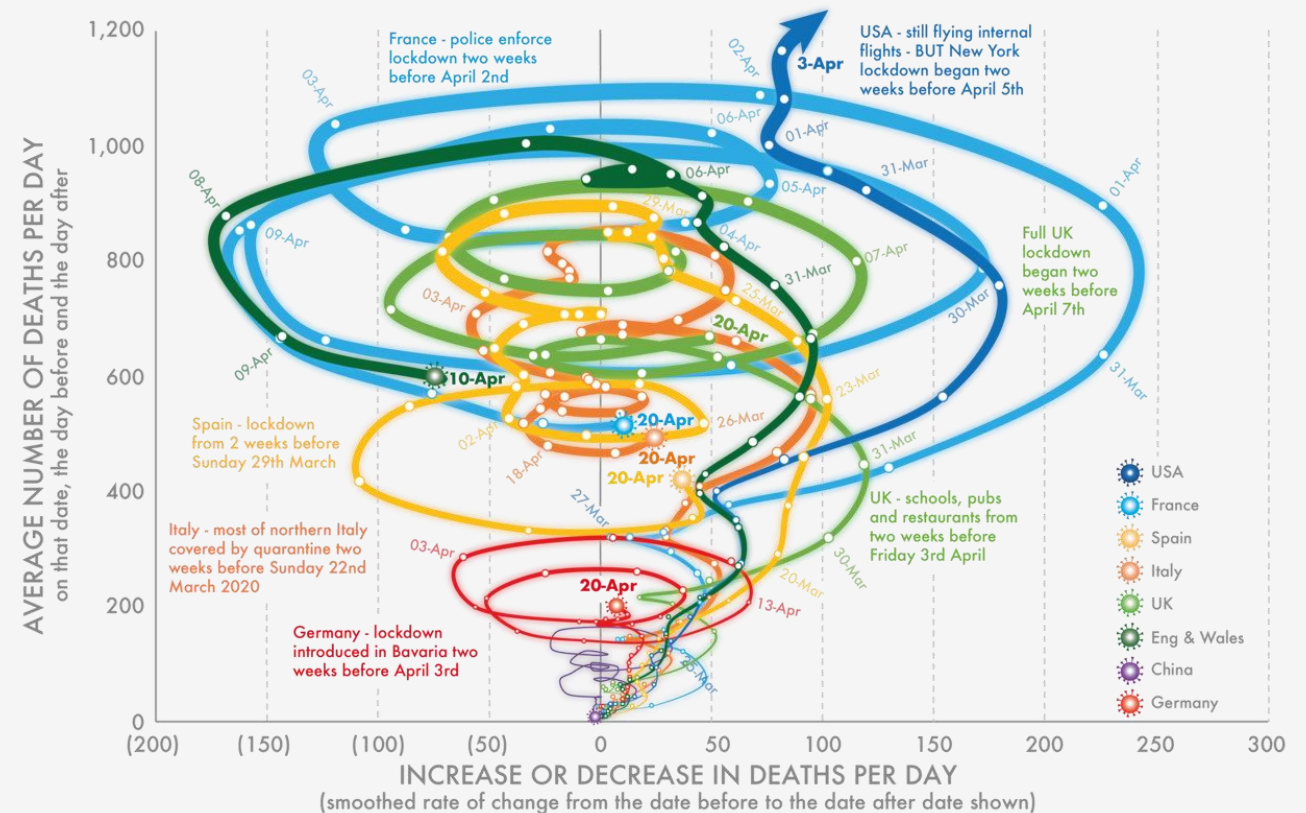 1,200
1,000
800
600
400
200
0
AVERAGE NUMBER OF DEATHS PER DAY
on that date, the day before and the day after
(200)
(150)
(100)
(50)
0
50
100
150
200
250
300
INCREASE OR DECREASE IN DEATHS PER DAY
(smoothed rate of change from the date before to the date after date shown)
France - police enforce
lockdown two weeks
before April 2nd
USA - still flying internal
flights - BUT New York
lockdown began two
weeks before April 5th
Full UK
lockdown
began two
weeks before
April 7th
Spain - lockdown
from 2 weeks before
Sunday 29th March
Italy - most of northern Italy
covered by quarantine two
weeks before Sunday 22nd
March 2020
Germany - lockdown
introduced in Bavaria two
weeks before April 3rd
UK - schools, pubs
and restaurants from
two weeks before
Friday 3rd April
03-Apr
02-Apr
3-Apr
01-Apr
06-Apr
31-Mar
01-Apr
05-Apr
06-Apr
08-Apr
09-Apr
29-Mar
04-Apr
07-Apr
31-Mar
30-Mar
03-Apr
25-Mar
20-Apr
09-Apr
10-Apr
31-Mar
23-Mar
02-Apr
20-Apr
26-Mar
20-Apr
18-Apr
20-Apr
31-Mar
27-Mar
30-Mar
03-Apr
20-Apr
20-Mar
13-Apr
USA
France
Spain
Italy
UK
Eng & Wales
China
Germany